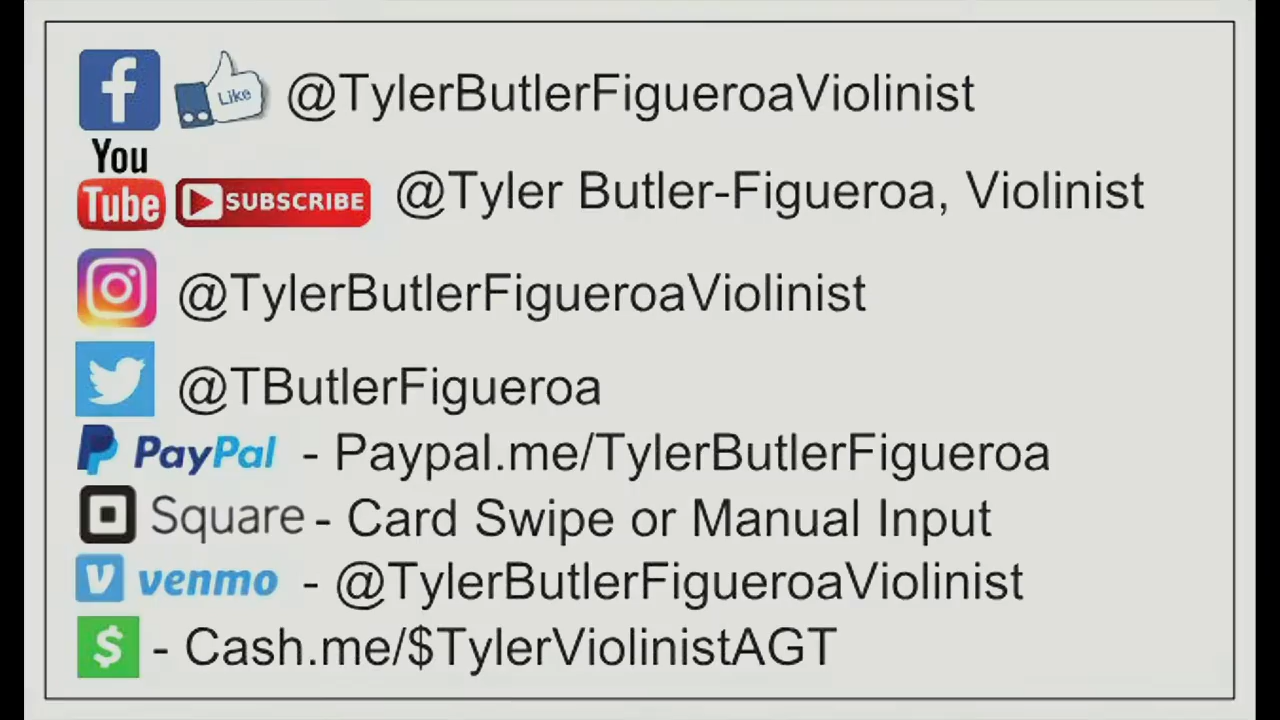 f Like @TylerButlerFigueroaViolinist
You
Tube SUBSCRIBE @Tyler Butler-Figueroa, Violinist
@TylerButlerFigueroaViolinist
@TButlerFigueroa
PayPal - Paypal.me/TylerButlerFigueroa
Square - Card Swipe or Manual Input
venmo - @TylerButlerFigueroaViolinist
$ - Cash.me/$TylerViolinistAGT